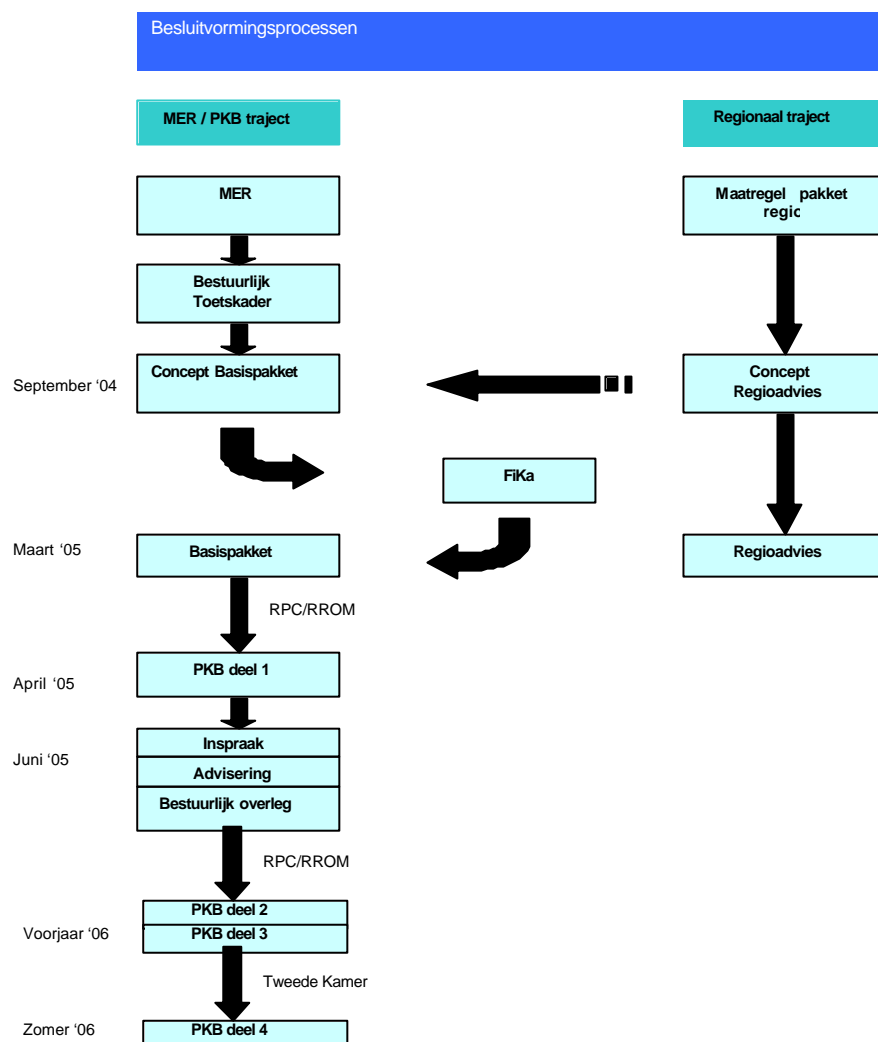 Besluitvormingsprocessen
MER / PKB traject
Regionaal traject
MER
Maatregel pakket
regic
Bestuurlijk
Toetskader
September ‘04
Concept Basispakket
Concept
Regioadvies
FiKa
Maart ‘05
Basispakket
Regioadvies
RPC/RROM
April ‘05
PKB deel 1
Juni ‘05
Inspraak
Advisering
Bestuurlijk overleg
RPC/RROM
Voorjaar ‘06
PKB deel 2
PKB deel 3
Tweede Kamer
Zomer ‘06
PKB deel 4